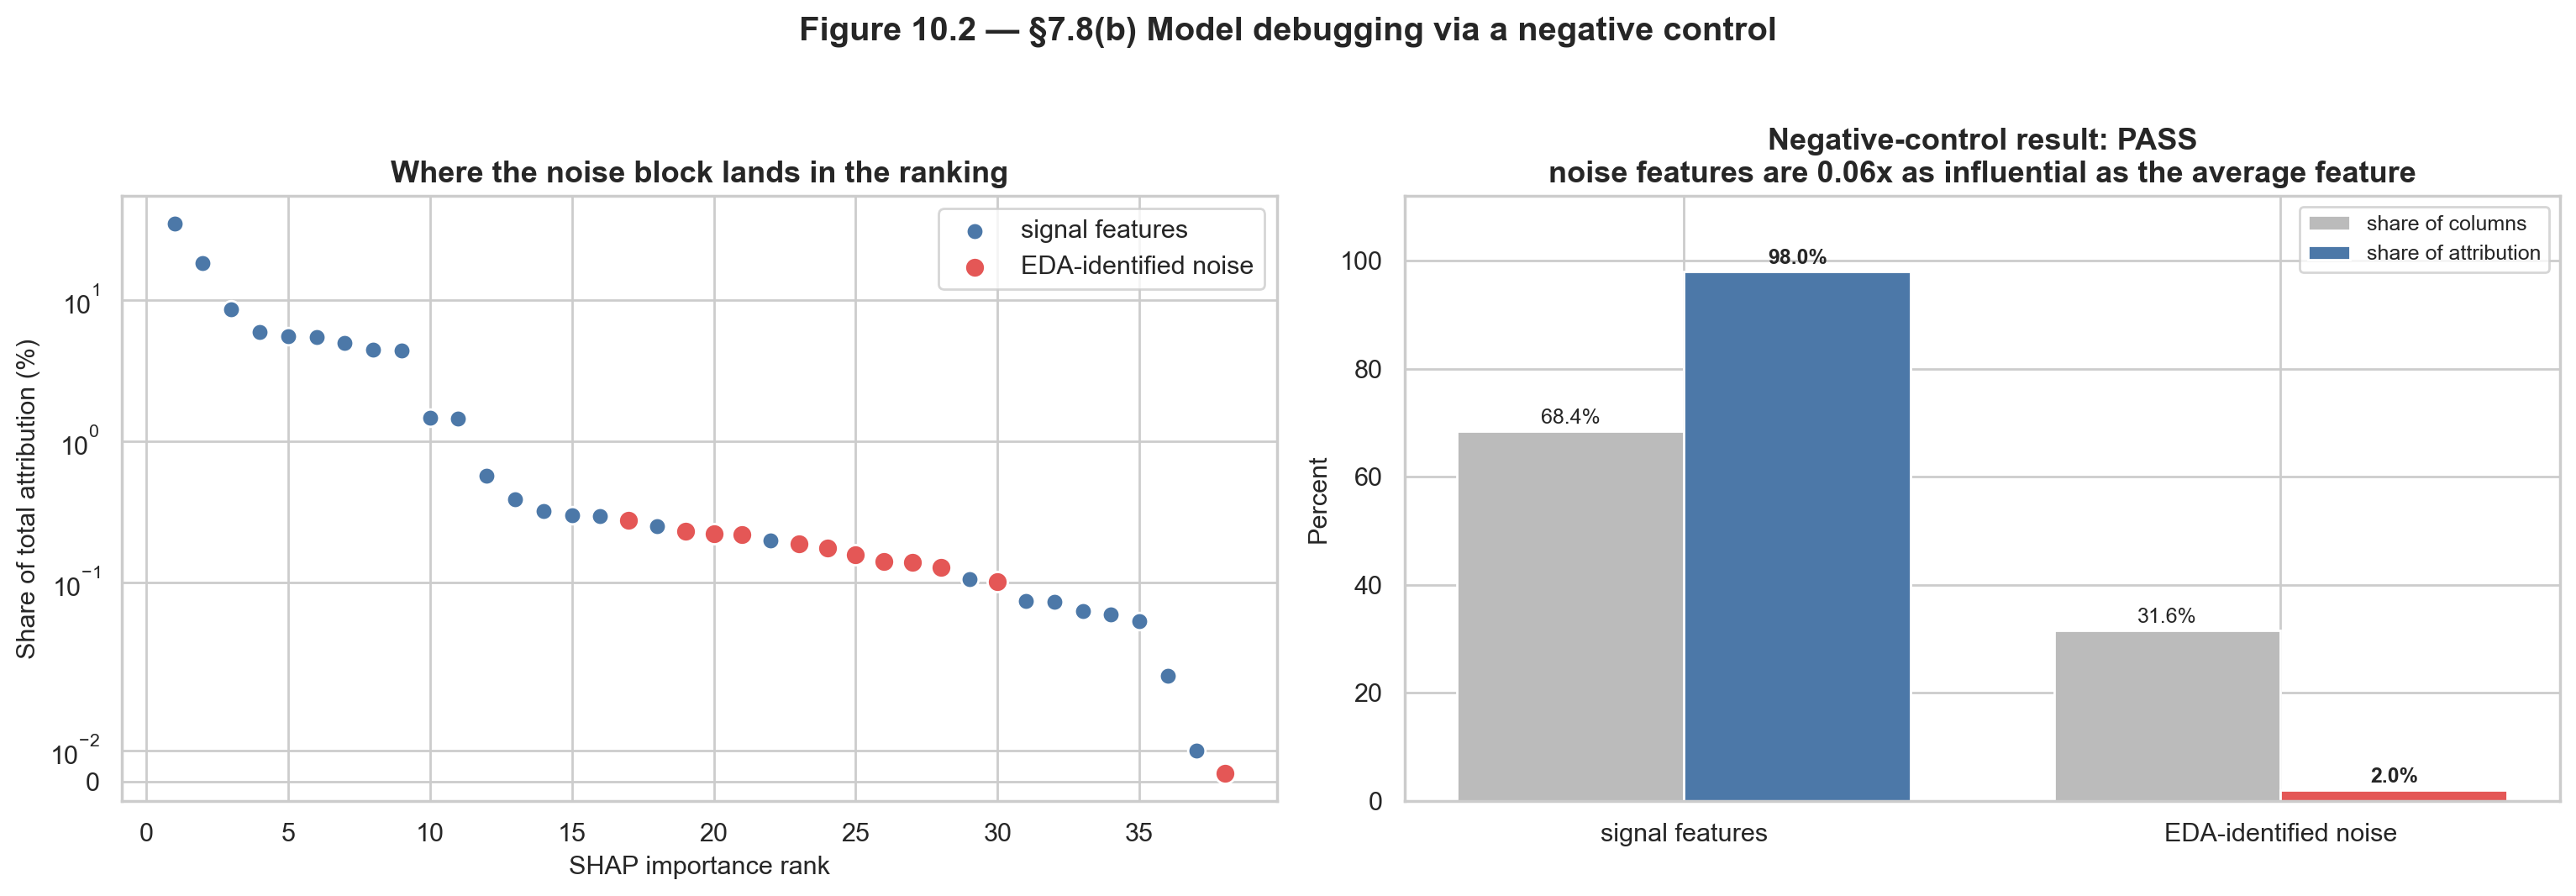 Figure 10.2 — §7.8(b) Model debugging via a negative control
Where the noise block lands in the ranking
signal features
EDA-identified noise
Share of total attribution (%)
10^1
10^0
10^−1
10^−2
0
0 5 10 15 20 25 30 35
SHAP importance rank
Negative-control result: PASS
noise features are 0.06x as influential as the average feature
share of columns
share of attribution
Percent
100
80
60
40
20
0
68.4%
98.0%
31.6%
2.0%
signal features
EDA-identified noise